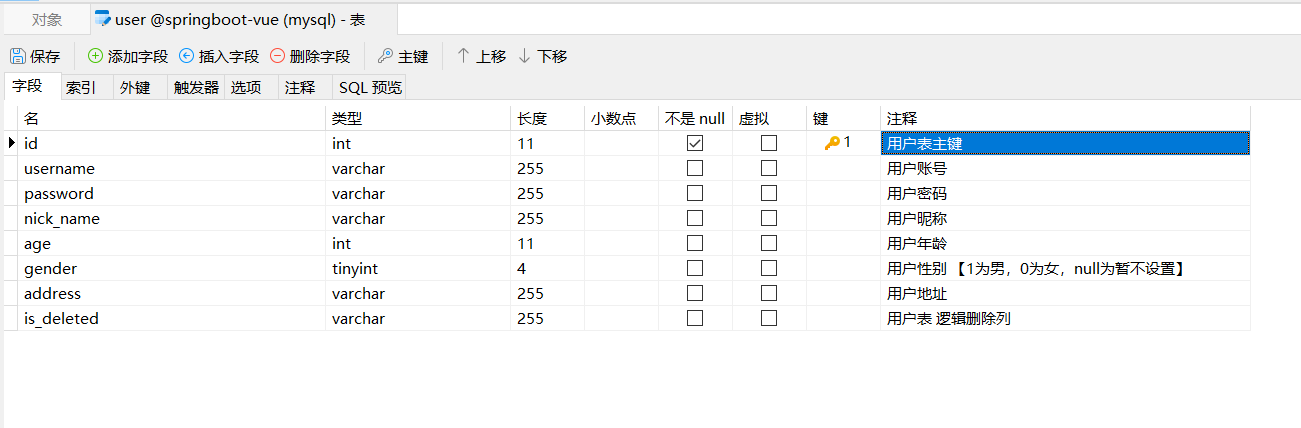 对象 user @springboot-vue (mysql) - 表
保存 添加字段 插入字段 删除字段 主键 上移 下移
字段 索引 外键 触发器 选项 注释 SQL 预览
名 类型 长度 小数点 不是 null 虚拟 键 注释
id int 11 1 用户表主键
username varchar 255 用户账号
password varchar 255 用户密码
nick_name varchar 255 用户昵称
age int 11 用户年龄
gender tinyint 4 用户性别 【1为男，0为女，null为暂不设置】
address varchar 255 用户地址
is_deleted varchar 255 用户表 逻辑删除列